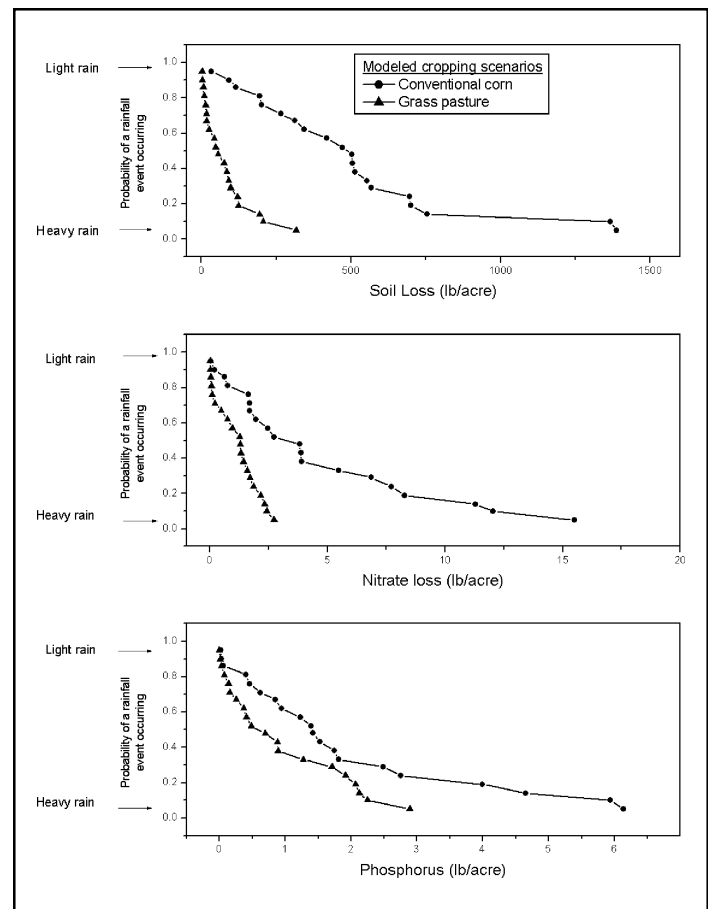 Modeled cropping scenarios
Conventional corn
Grass pasture
Light rain
Heavy rain
Probability of a rainfall
event occurring
1.0
0.8
0.6
0.4
0.2
0.0
0
500
1000
1500
Soil Loss (lb/acre)
Light rain
Heavy rain
Probability of a rainfall
event occurring
1.0
0.8
0.6
0.4
0.2
0.0
0
5
10
15
20
Nitrate loss (lb/acre)
Light rain
Heavy rain
Probability of a rainfall
event occurring
1.0
0.8
0.6
0.4
0.2
0.0
0
1
2
3
4
5
6
Phosphorus (lb/acre)